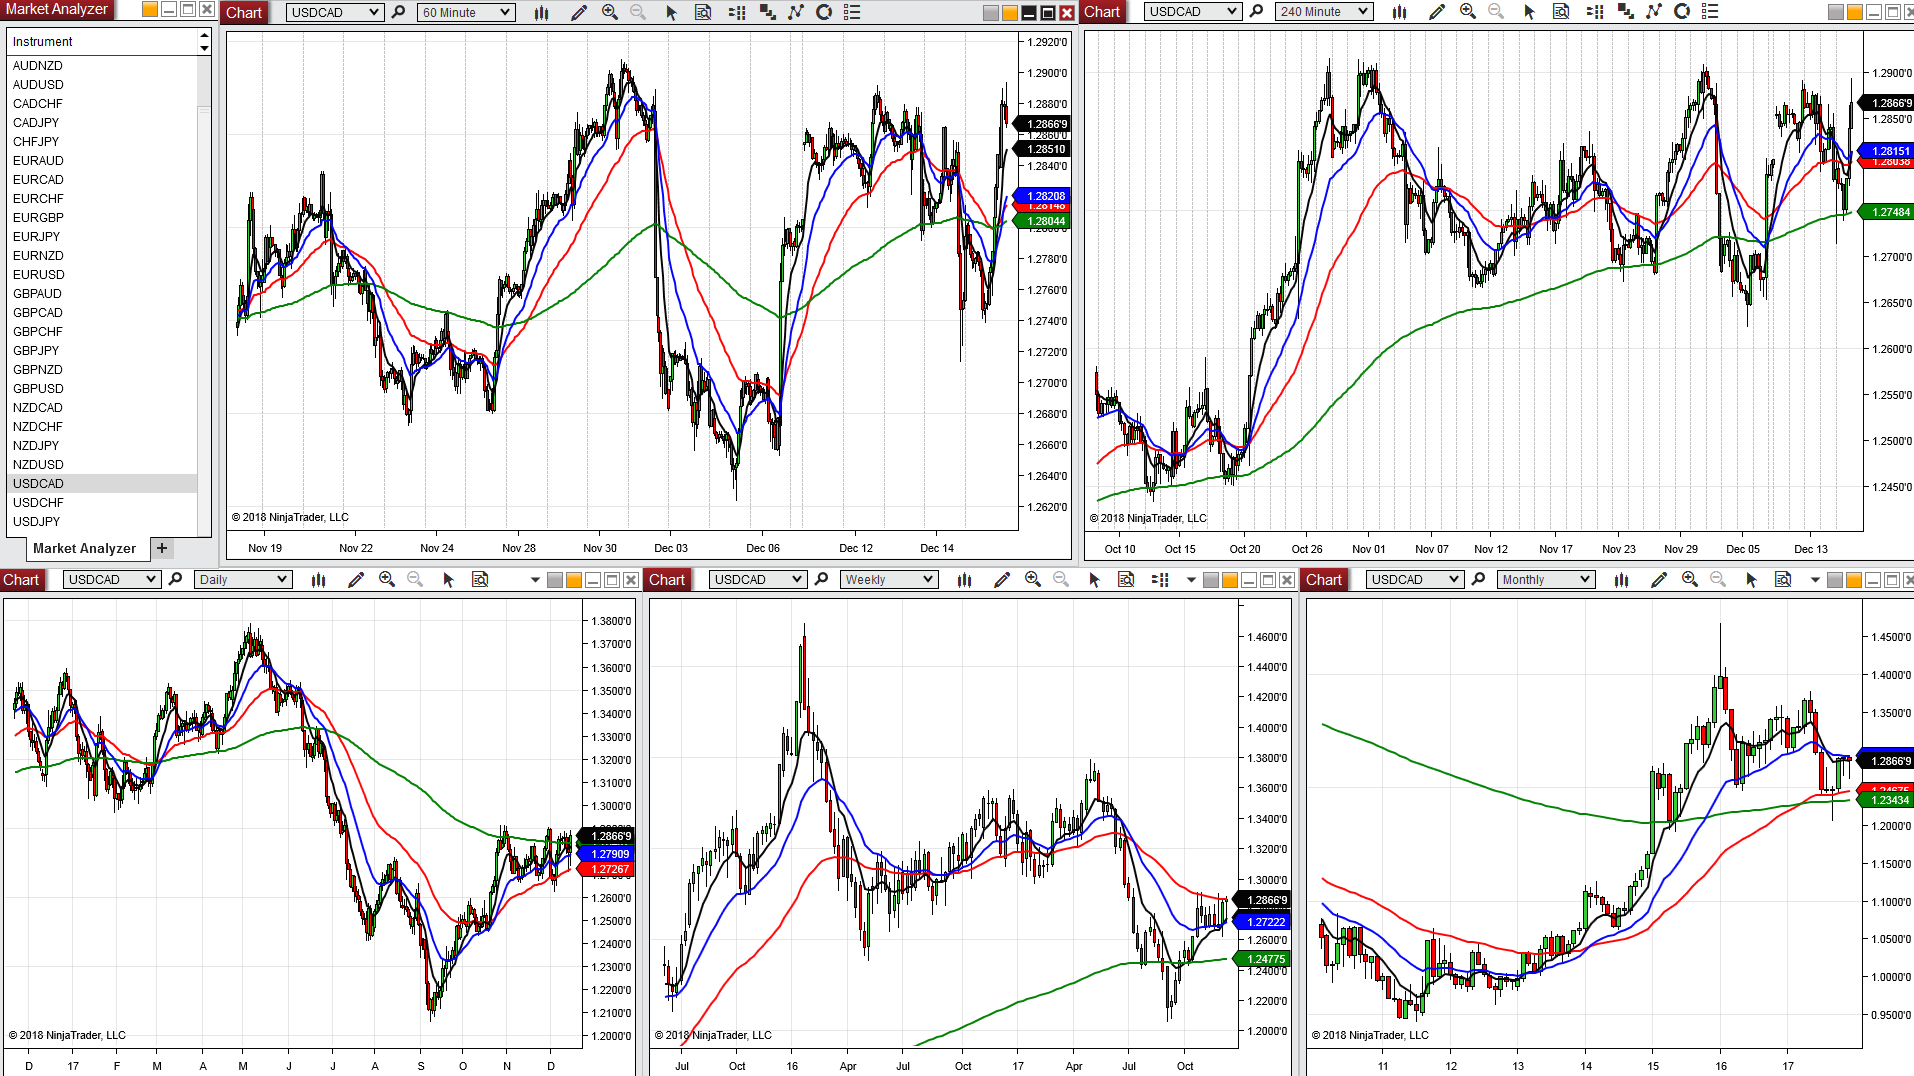 Market Analyzer
Instrument
AUDNZD
AUDUSD
CADCHF
CADJPY
CHFJPY
EURAUD
EURCAD
EURCHF
EURGBP
EURJPY
EURNZD
EURUSD
GBPAUD
GBPCAD
GBPCHF
GBPJPY
GBPNZD
GBPUSD
NZDCAD
NZDCHF
NZDJPY
NZDUSD
USDCAD
USDCHF
USDJPY
Market Analyzer +
Chart USDCAD 60 Minute
1.2920'0
1.2900'0
1.2880'0
1.2866'9
1.2860'0
1.28510
1.2840'0
1.28208
1.28148
1.28044
1.2780'0
1.2760'0
1.2740'0
1.2720'0
1.2700'0
1.2680'0
1.2660'0
1.2640'0
1.2620'0
© 2018 NinjaTrader, LLC
Nov 19 Nov 22 Nov 24 Nov 28 Nov 30 Dec 03 Dec 06 Dec 12 Dec 14
Chart USDCAD 240 Minute
1.2900'0
1.2866'9
1.2850'0
1.28151
1.28038
1.27484
1.2700'0
1.2650'0
1.2600'0
1.2550'0
1.2500'0
1.2450'0
© 2018 NinjaTrader, LLC
Oct 10 Oct 15 Oct 20 Oct 26 Nov 01 Nov 07 Nov 12 Nov 17 Nov 23 Nov 29 Dec 05 Dec 13
Chart USDCAD Daily
1.3800'0
1.3700'0
1.3600'0
1.3500'0
1.3400'0
1.3300'0
1.3200'0
1.3100'0
1.3000'0
1.2866'9
1.27909
1.27267
1.2600'0
1.2500'0
1.2400'0
1.2300'0
1.2200'0
1.2100'0
1.2000'0
© 2018 NinjaTrader, LLC
D 17 F M A M J J A S O N D
Chart USDCAD Weekly
1.4600'0
1.4400'0
1.4200'0
1.4000'0
1.3800'0
1.3600'0
1.3400'0
1.3200'0
1.3000'0
1.2866'9
1.27222
1.2600'0
1.24775
1.2400'0
1.2200'0
1.2000'0
© 2018 NinjaTrader, LLC
Jul Oct 16 Apr Jul Oct 17 Apr Jul Oct
Chart USDCAD Monthly
1.4500'0
1.4000'0
1.3500'0
1.2866'9
1.24675
1.23434
1.2000'0
1.1500'0
1.1000'0
1.0500'0
1.0000'0
0.9500'0
© 2018 NinjaTrader, LLC
11 12 13 14 15 16 17